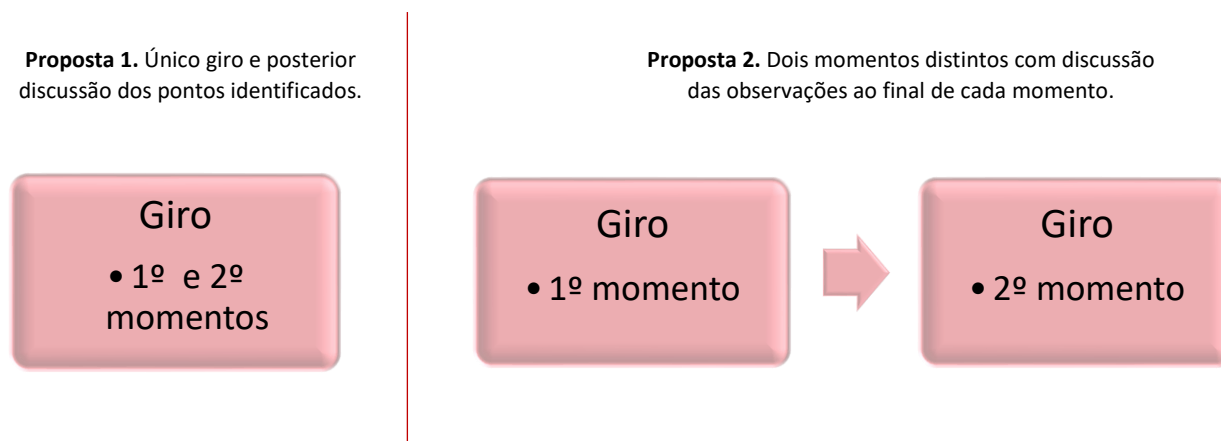 Proposta 1. Único giro e posterior
discussão dos pontos identificados.
Giro
• 1º e 2º
momentos
Proposta 2. Dois momentos distintos com discussão
das observações ao final de cada momento.
Giro
• 1º momento
Giro
• 2º momento